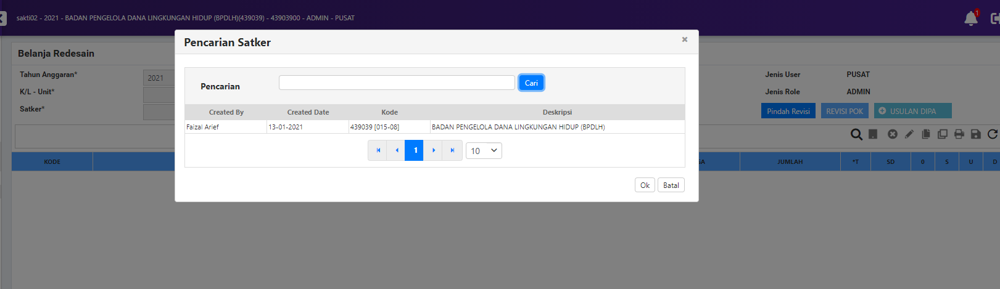 sakti02 - 2021 - BADAN PENGELOLA DANA LINGKUNGAN HIDUP (BPDLH)(439039) - 43903900 - ADMIN - PUSAT
1
Pencarian Satker
×
Belanja Redesain
Tahun Anggaran*
2021
K/L - Unit*
Satker*
Pencarian
Cari
Created By Created Date Kode Deskripsi
Faizal Arief 13-01-2021 439039 [015-08] BADAN PENGELOLA DANA LINGKUNGAN HIDUP (BPDLH)
1 10
Ok Batal
Jenis User PUSAT
Jenis Role ADMIN
Pindah Revisi REVISI POK USULAN DIPA
KODE GA JUMLAH *T SD 0 S U D